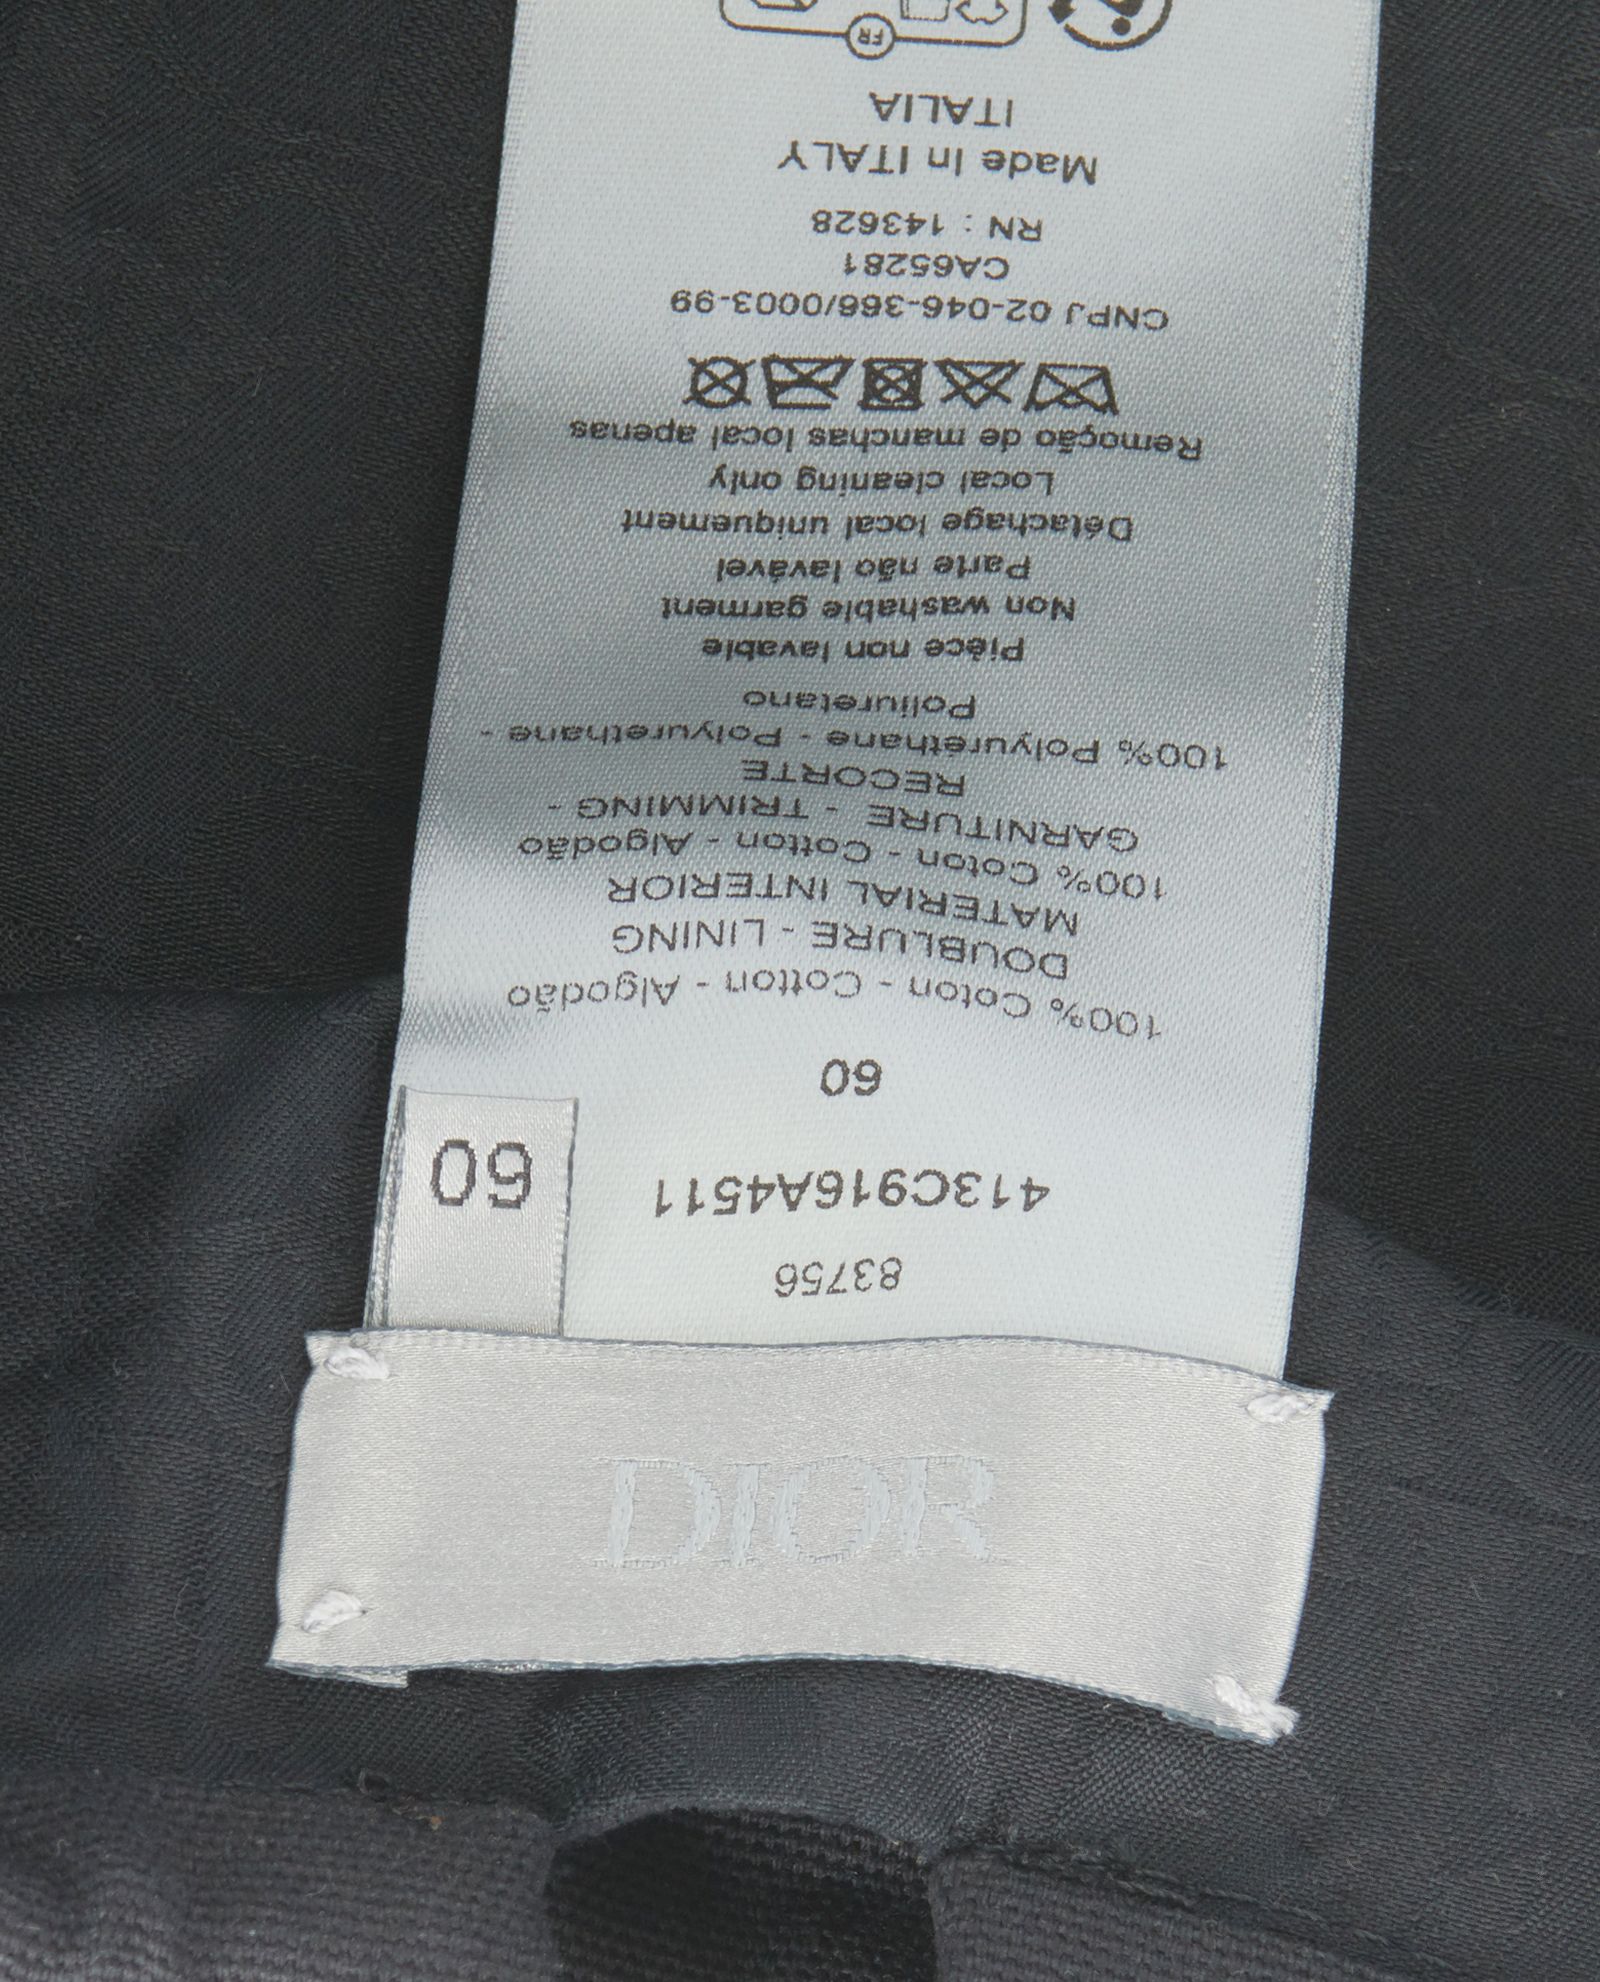 DIOR
83756
413C916A4511
60
60
100% Coton - Cotton - Algodão
DOUBLURE - LINING
MATERIAL INTERIOR
100% Coton - Cotton - Algodão
GARNITURE - TRIMMING -
RECORTE
100% Polyuréthane - Polyurethane -
Poliuretano
Pièce non lavable
Non washable garment
Parte não lavável
Détachage local uniquement
Local cleaning only
Remoção de manchas local apenas
CNPJ 02-046-366/0003-99
CA65281
RN : 143628
Made In ITALY
ITALIA
FR